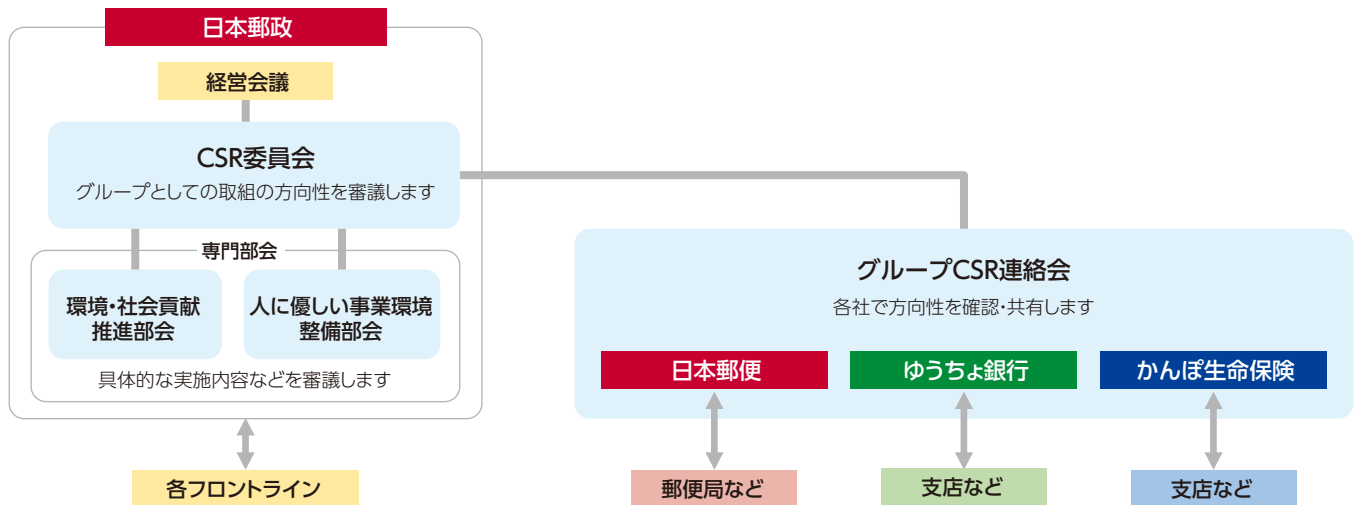 日本郵政
経営会議
CSR委員会
グループとしての取組の方向性を審議します
専門部会
環境・社会貢献
推進部会
人に優しい事業環境
整備部会
具体的な実施内容などを審議します
各フロントライン
グループCSR連絡会
各社で方向性を確認・共有します
日本郵便
ゆうちょ銀行
かんぽ生命保険
郵便局など
支店など
支店など